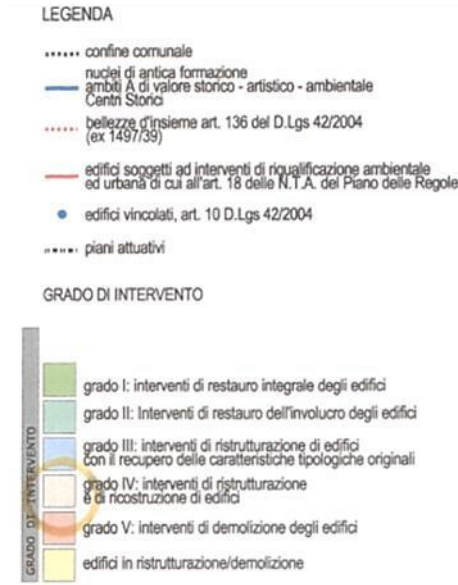 LEGENDA
confine comunale
nuclei di antica formazione
ambiti A di valore storico - artistico - ambientale
Centri Storici
bellezze d'insieme art. 136 del D.Lgs 42/2004
(ex 1497/39)
edifici soggetti ad interventi di riqualificazione ambientale
ed urbana di cui all'art. 18 delle N.T.A. del Piano delle Regole
edifici vincolati, art. 10 D.Lgs 42/2004
piani attuativi
GRADO DI INTERVENTO
GRADO DI INTERVENTO
grado I: interventi di restauro integrale degli edifici
grado II: Interventi di restauro dell'involucro degli edifici
grado III: interventi di ristrutturazione di edifici
con il recupero delle caratteristiche tipologiche originali
grado IV: interventi di ristrutturazione
e di ricostruzione di edifici
grado V: interventi di demolizione degli edifici
edifici in ristrutturazione/demolizione